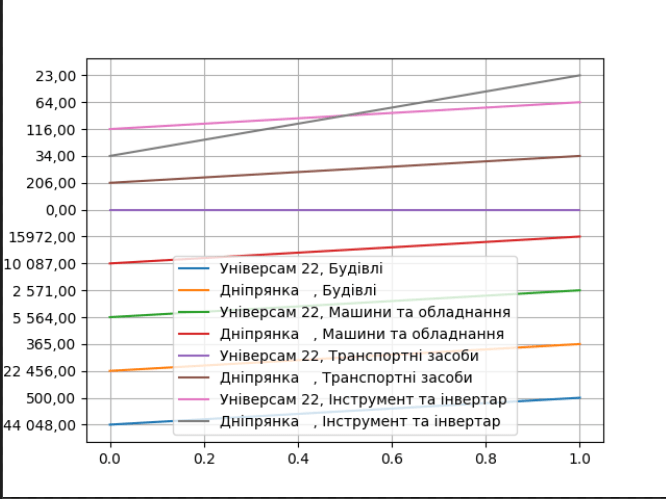 23,00
64,00
116,00
34,00
206,00
0,00
15972,00
10 087,00
2 571,00
5 564,00
365,00
22 456,00
500,00
44 048,00
Універсам 22, Будівлі
Дніпрянка , Будівлі
Універсам 22, Машини та обладнання
Дніпрянка , Машини та обладнання
Універсам 22, Транспортні засоби
Дніпрянка , Транспортні засоби
Універсам 22, Інструмент та інвертар
Дніпрянка , Інструмент та інвертар
0.0 0.2 0.4 0.6 0.8 1.0